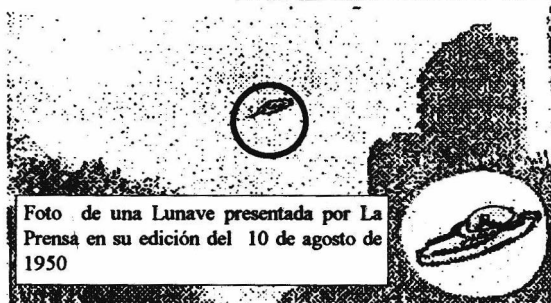 Foto de una Lunave presentada por La
Prensa en su edición del 10 de agosto de
1950